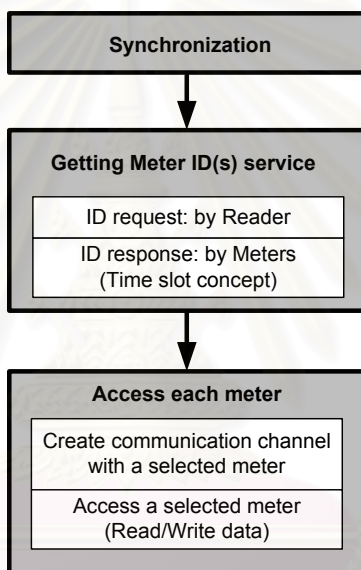 Synchronization
Getting Meter ID(s) service
ID request: by Reader
ID response: by Meters
(Time slot concept)
Access each meter
Create communication channel
with a selected meter
Access a selected meter
(Read/Write data)